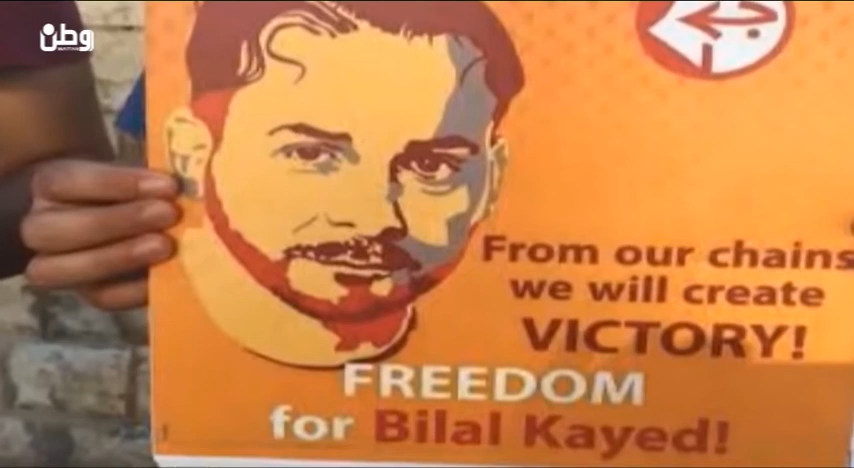 وطن
From our chains
we will create
VICTORY!
FREEDOM
for Bilal Kayed!